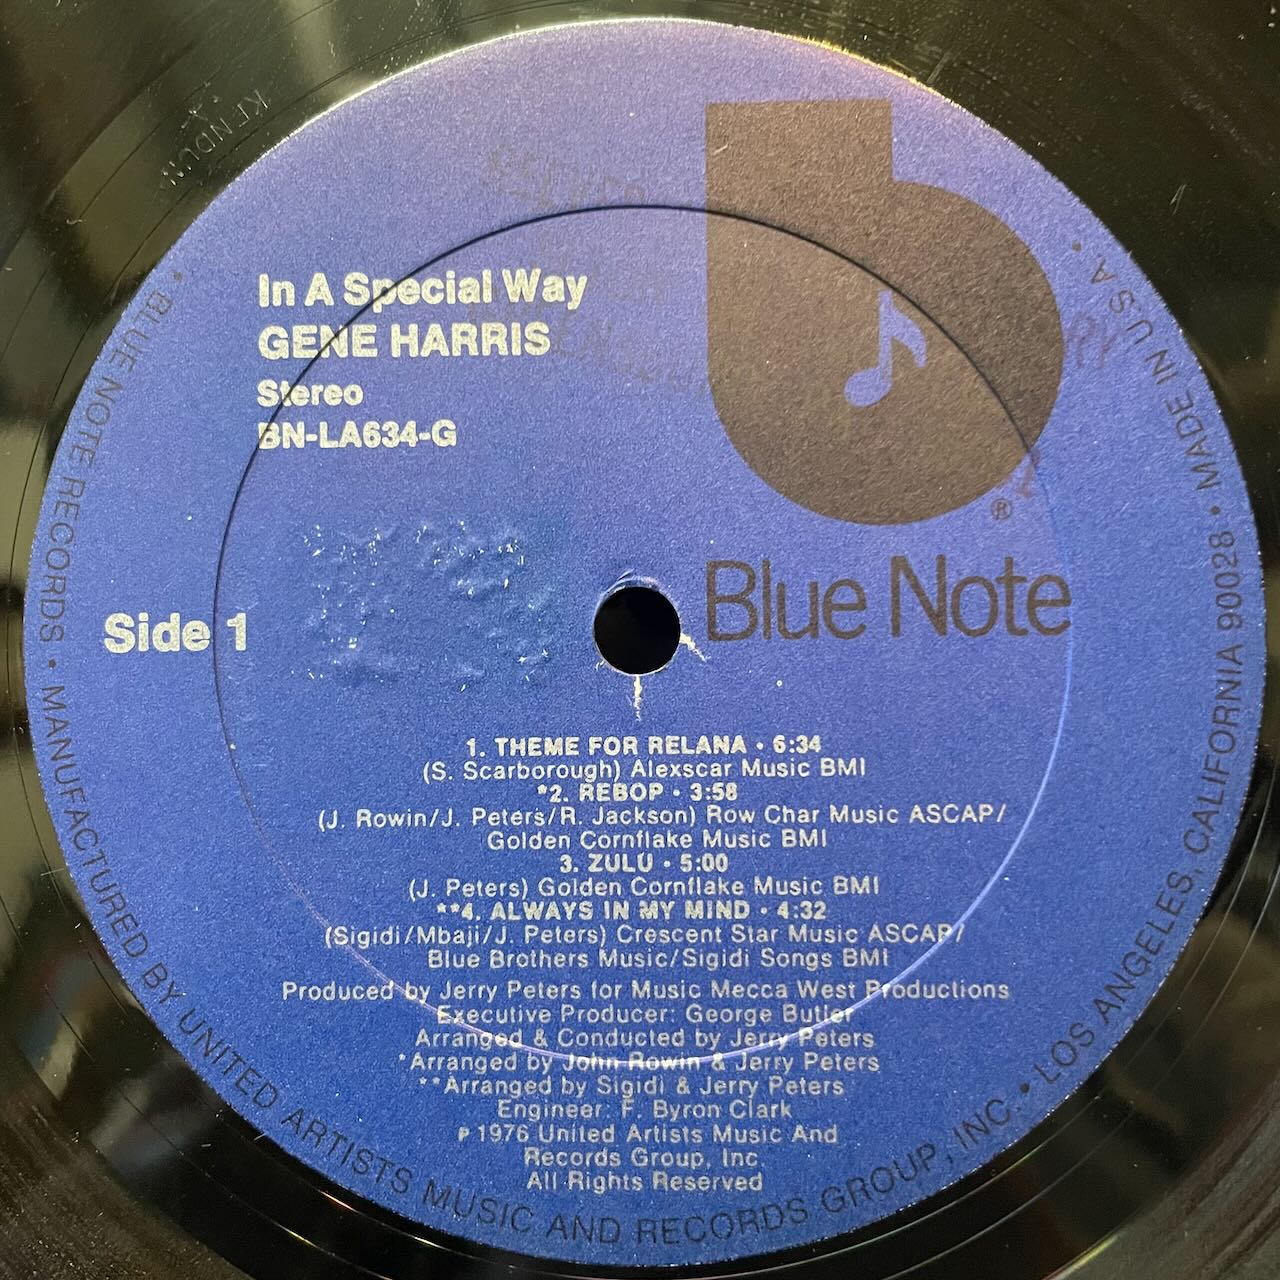 KENDUN
In A Special Way
GENE HARRIS
Stereo
BN-LA634-G
®
Blue Note
Side 1
1. THEME FOR RELANA • 6:34
(S. Scarborough) Alexscar Music BMI
*2. REBOP • 3:58
(J. Rowin/J. Peters/R. Jackson) Row Char Music ASCAP/
Golden Cornflake Music BMI
3. ZULU • 5:00
(J. Peters) Golden Cornflake Music BMI
**4. ALWAYS IN MY MIND • 4:32
(Sigidi/Mbaji/J. Peters) Crescent Star Music ASCAP/
Blue Brothers Music/Sigidi Songs BMI
Produced by Jerry Peters for Music Mecca West Productions
Executive Producer: George Butler
Arranged & Conducted by Jerry Peters
*Arranged by John Rowin & Jerry Peters
**Arranged by Sigidi & Jerry Peters
Engineer: F. Byron Clark
℗ 1976 United Artists Music And
Records Group, Inc
All Rights Reserved
• BLUE NOTE RECORDS • MANUFACTURED BY UNITED ARTISTS MUSIC AND RECORDS GROUP, INC. • LOS ANGELES, CALIFORNIA 90028 • MADE IN U.S.A. •